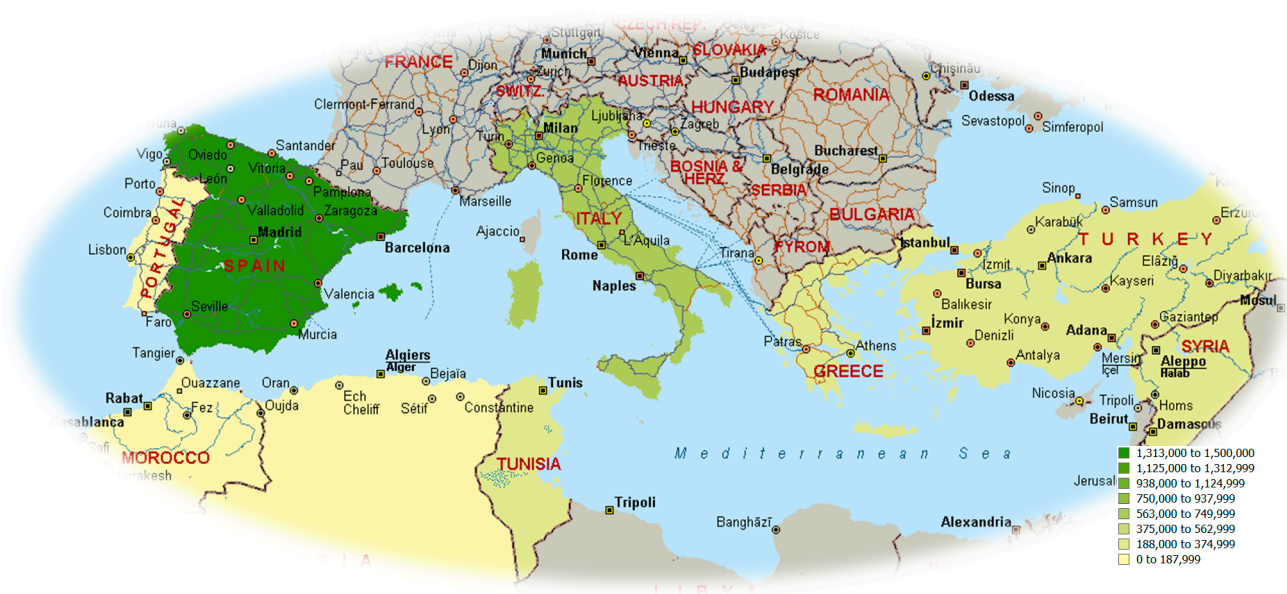 CZECH REP.
Stuttgart
Košice
Munich
Vienna
SLOVAKIA
FRANCE
Dijon
Zurich
AUSTRIA
Budapest
Chişinău
SWITZ.
HUNGARY
ROMANIA
Odessa
Clermont-Ferrand
Lyon
Ljubljana
Zagreb
Sevastopol
Simferopol
Turin
Milan
Trieste
Santander
Vigo
Oviedo
Genoa
Bucharest
Vitoria
Pau
Toulouse
BOSNIA &
HERZ.
Belgrade
León
Pamplona
Florence
SERBIA
Porto
Marseille
Sinop
Samsun
Valladolid
Zaragoza
Coimbra
PORTUGAL
ITALY
BULGARIA
Karabük
Madrid
Ajaccio
L'Aquila
TURKEY
Barcelona
Rome
FYROM
Istanbul
Lisbon
Tirana
İzmit
Ankara
Elâzığ
SPAIN
Naples
Bursa
Kayseri
Diyarbakır
Valencia
Balıkesir
Mosul
Seville
Faro
Murcia
İzmir
Konya
Gaziantep
Denizli
Adana
Patras
Athens
SYRIA
Tangier
Antalya
Mersin
İçel
Aleppo
Halab
Algiers
Alger
GREECE
Ouazzane
Oran
Bejaïa
Tunis
Nicosia
Tripoli
Homs
Rabat
Fez
Oujda
Ech
Cheliff
Sétif
Constantine
Casablanca
Beirut
Damascus
Safi
MOROCCO
TUNISIA
Mediterranean Sea
Marrakesh
Tripoli
Banghāzī
Alexandria
LIBYA
1,313,000 to 1,500,000
1,125,000 to 1,312,999
938,000 to 1,124,999
750,000 to 937,999
563,000 to 749,999
375,000 to 562,999
188,000 to 374,999
0 to 187,999